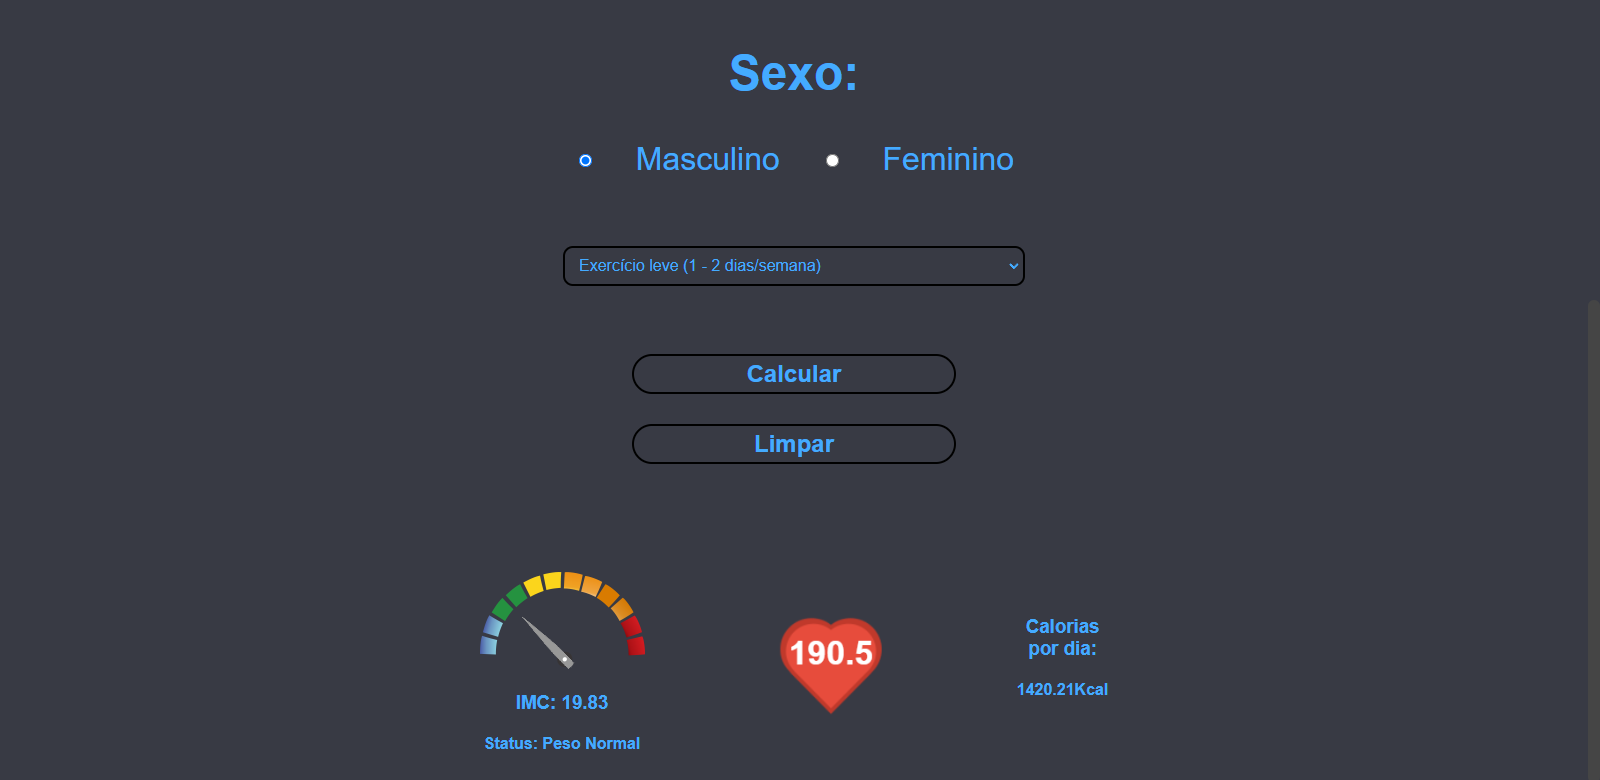 Sexo:
Masculino Feminino
Exercício leve (1 - 2 dias/semana)
Calcular
Limpar
IMC: 19.83
Status: Peso Normal
190.5
Calorias
por dia:
1420.21Kcal